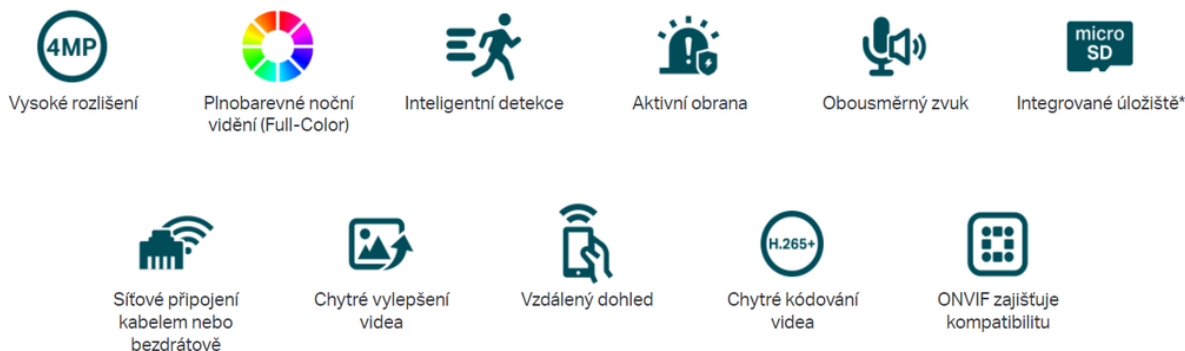 4MP
micro
SD
Vysoké rozlišení
Plnobarevné noční
vidění (Full-Color)
Inteligentní detekce
Aktivní obrana
Obousměrný zvuk
Integrované úložiště*
H.265+
Síťové připojení
kabelem nebo
bezdrátově
Chytré vylepšení
videa
Vzdálený dohled
Chytré kódování
videa
ONVIF zajišťuje
kompatibilitu